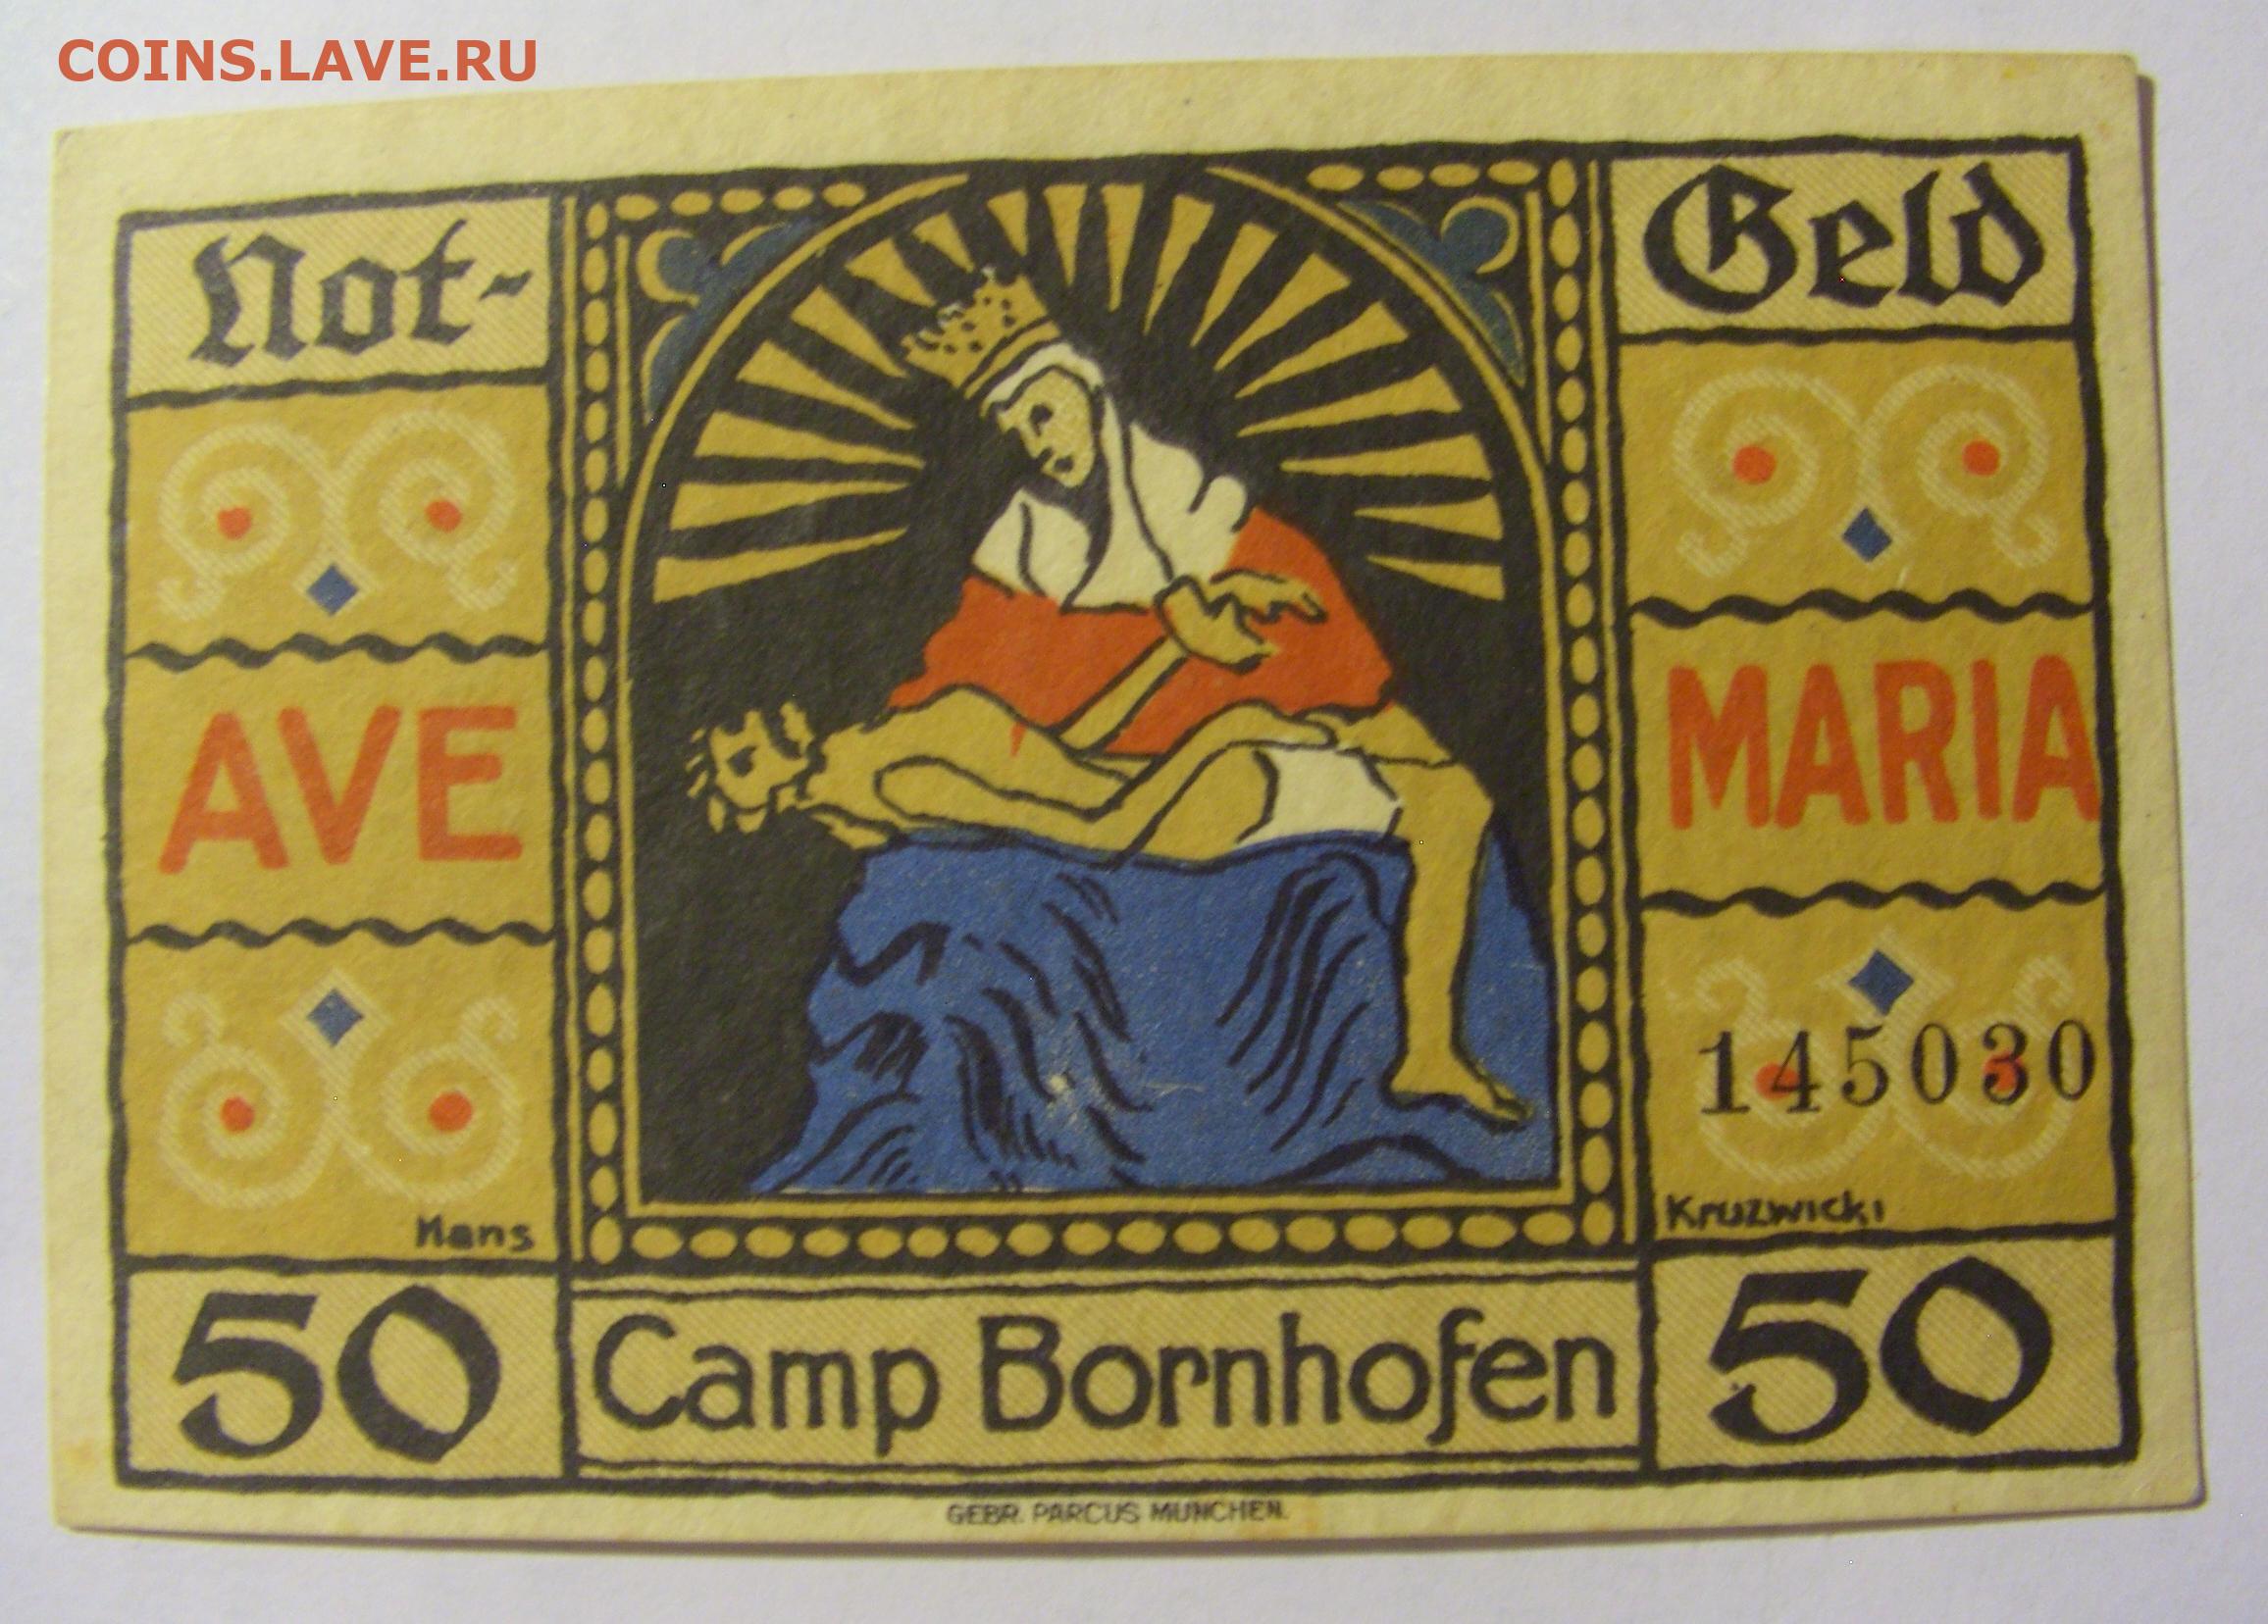 COINS.LAVE.RU
Not-
Geld
AVE
MARIA
145030
Hans
Kruzwicki
50
Camp Bornhofen
50
GEBR. PARCUS MÜNCHEN.